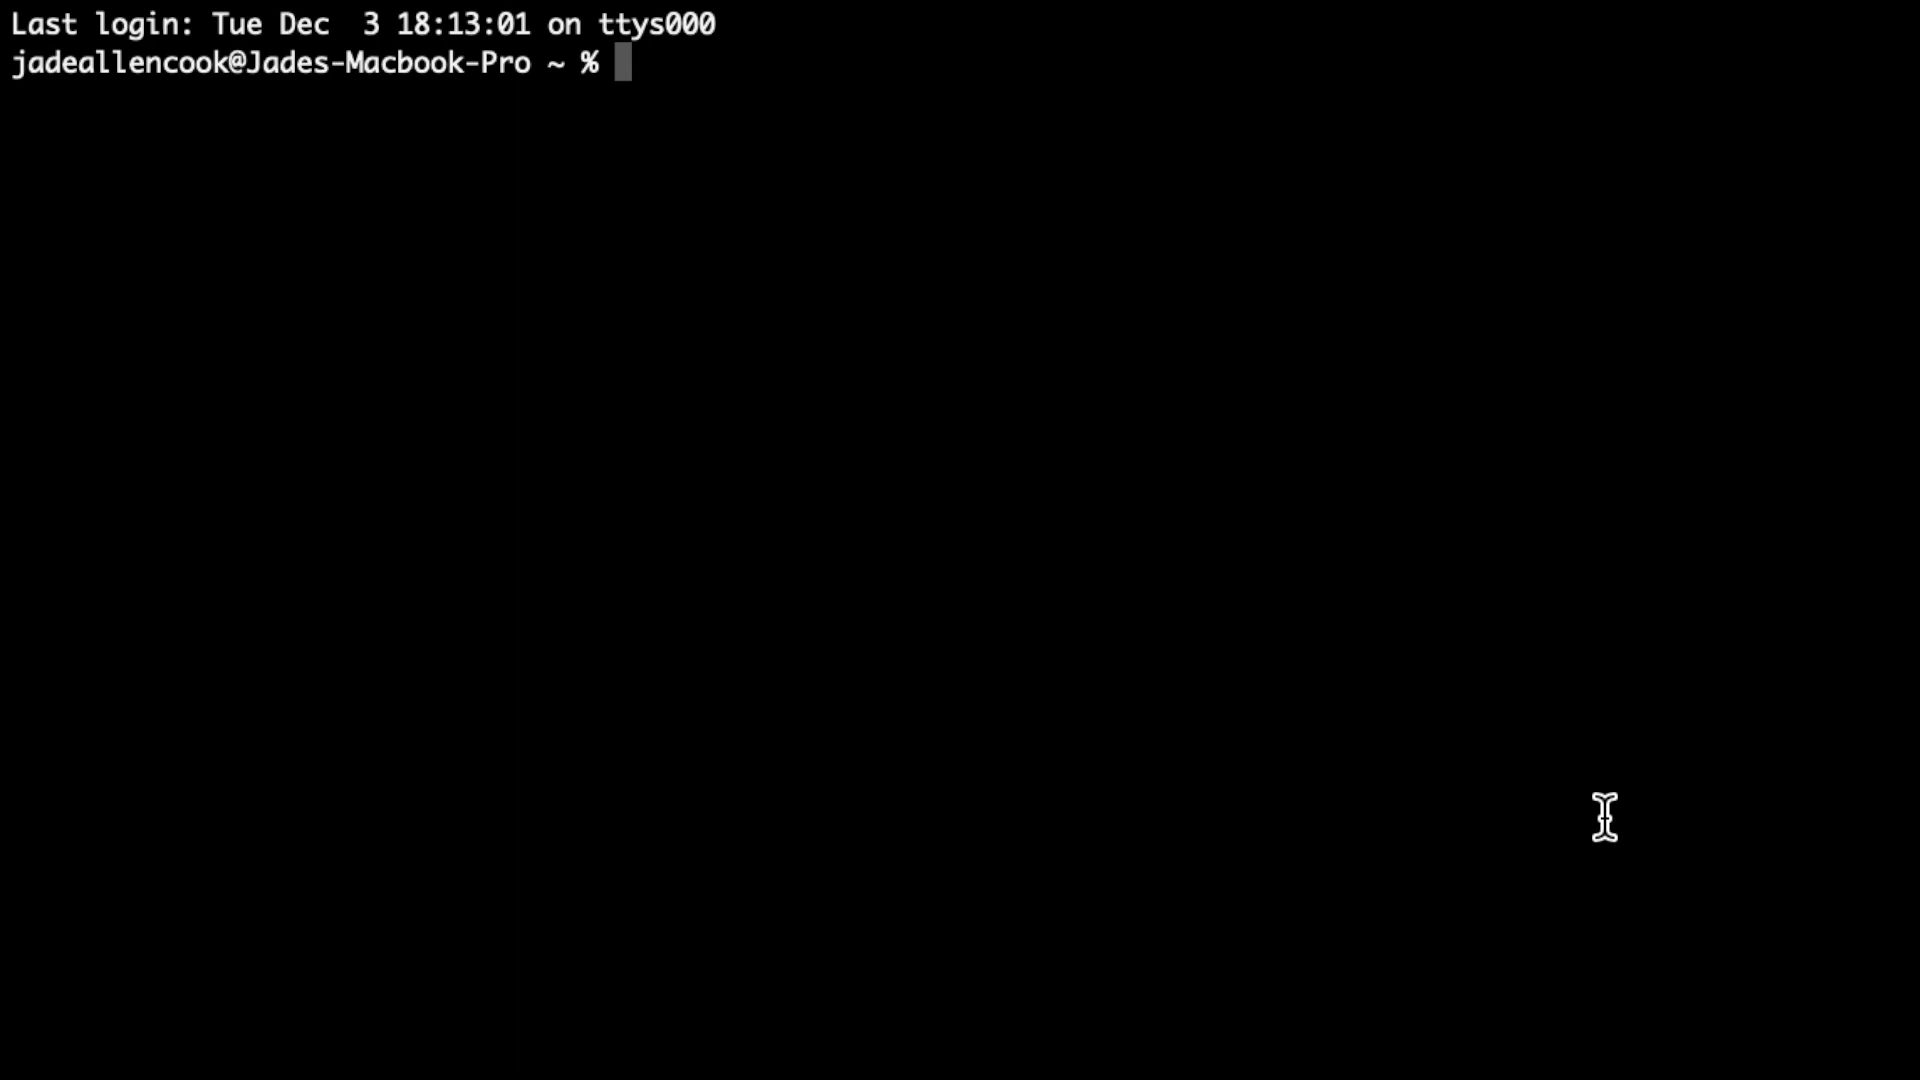 Last login: Tue Dec  3 18:13:01 on ttys000
jadeallencook@Jades-Macbook-Pro ~ %